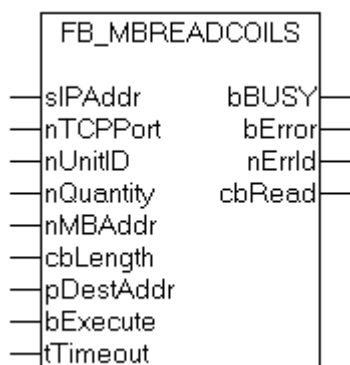 FB_MBREADCOILS
sIPAddr bBUSY
nTCPPort bError
nUnitID nErrId
nQuantity cbRead
nMBAddr
cbLength
pDestAddr
bExecute
tTimeout